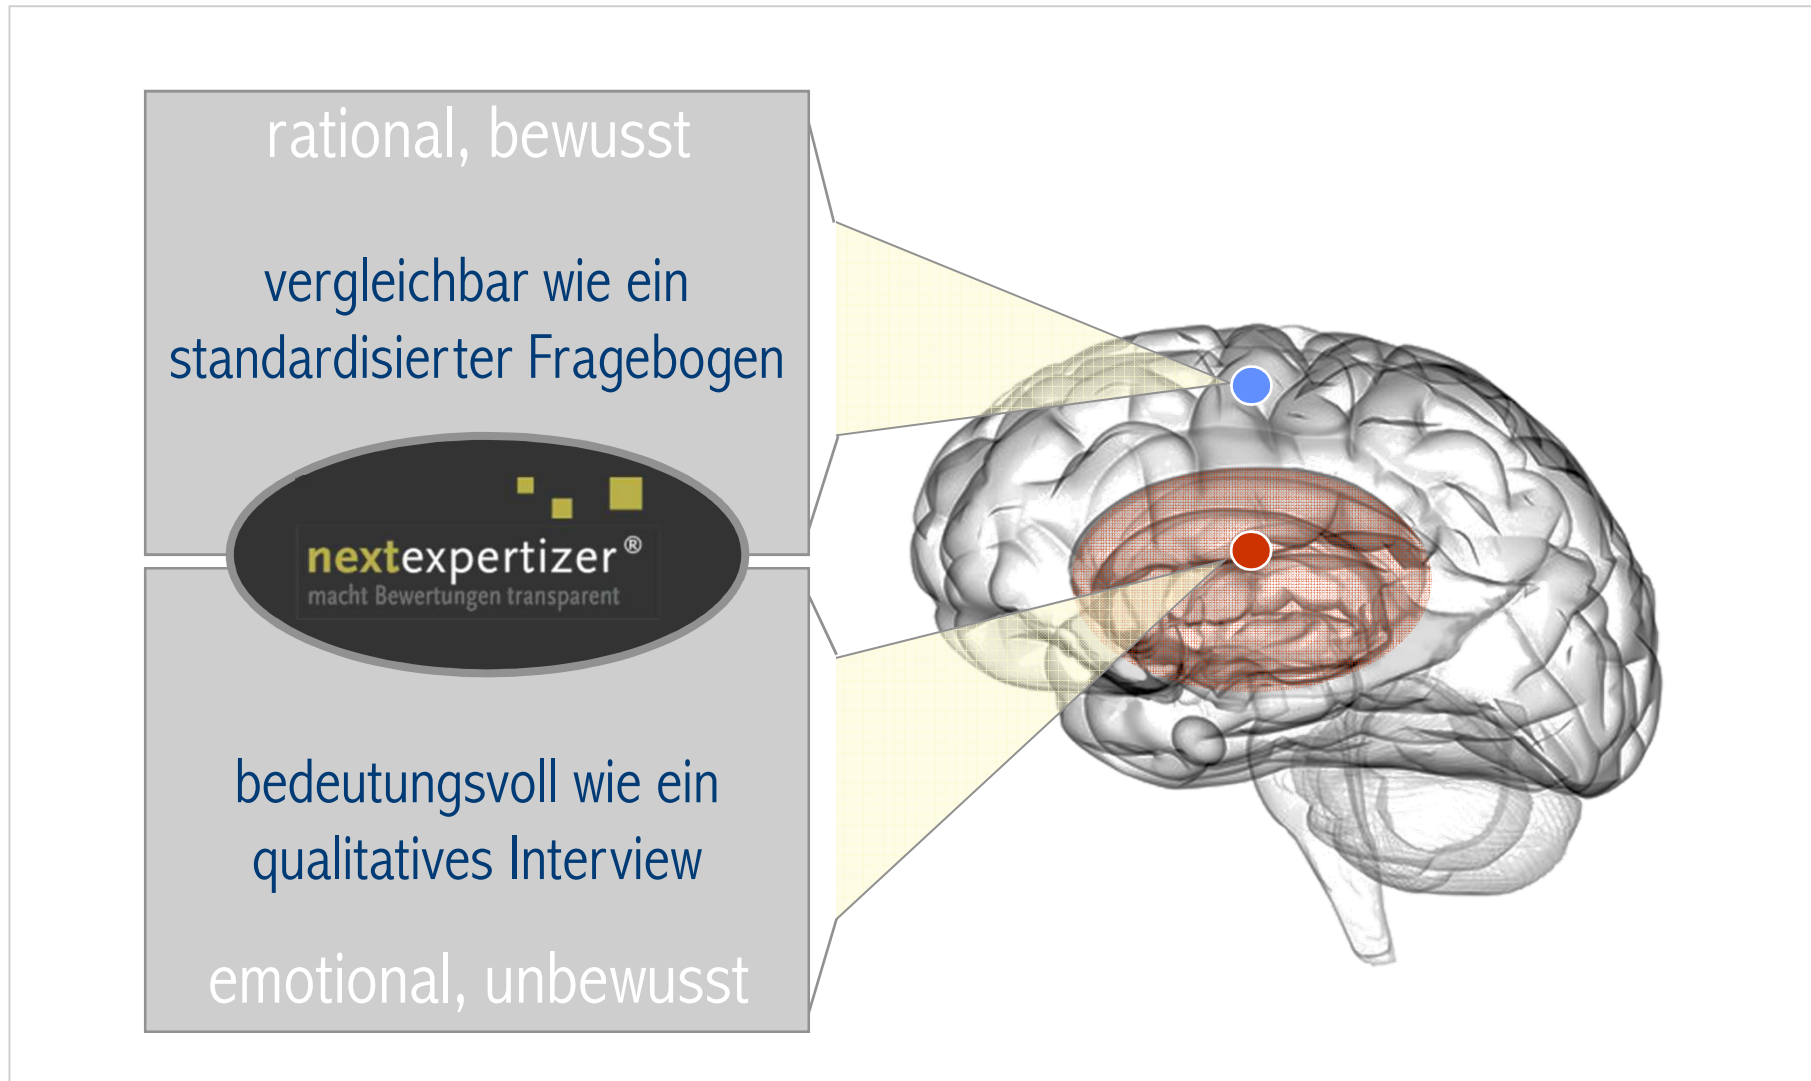 rational, bewusst
vergleichbar wie ein
standardisierter Fragebogen
nextexpertizer®
macht Bewertungen transparent
bedeutungsvoll wie ein
qualitatives Interview
emotional, unbewusst